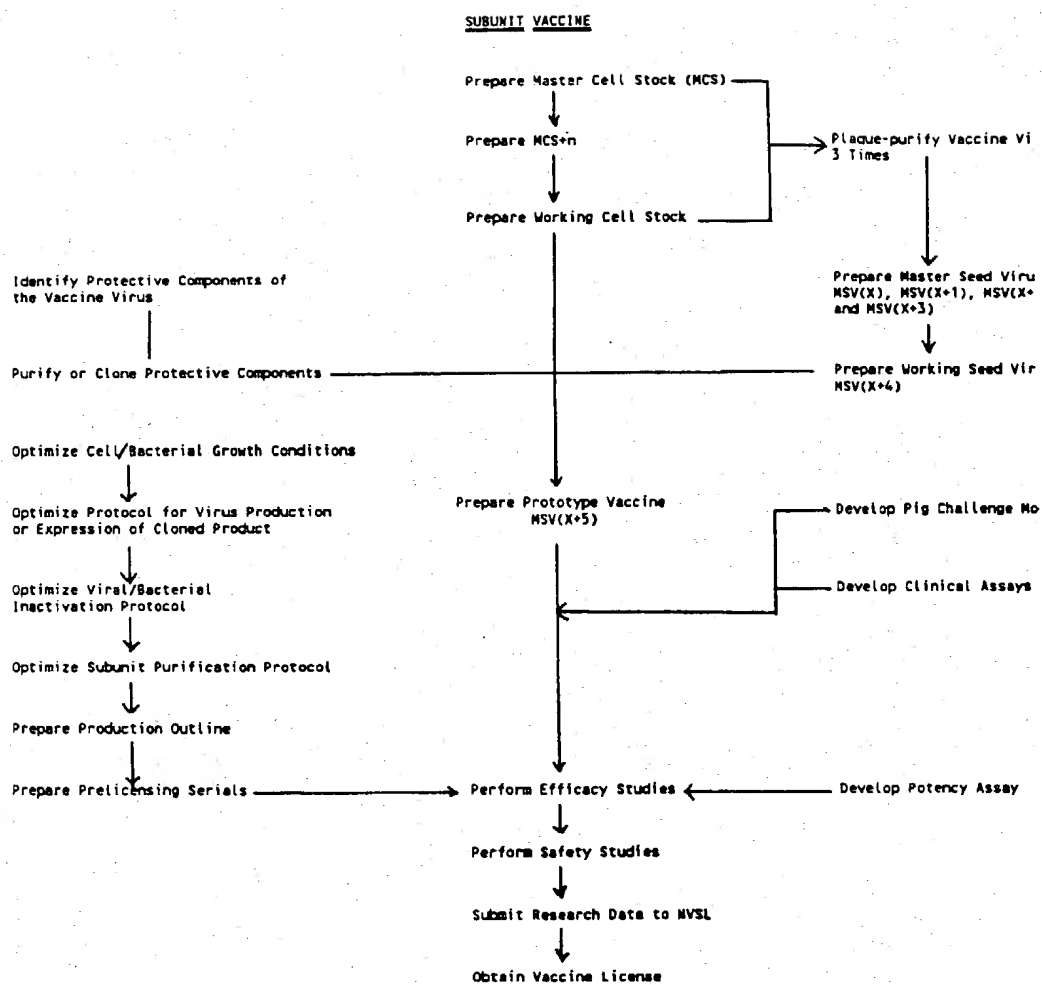 SUBUNIT VACCINE
Prepare Master Cell Stock (MCS)
Prepare MCS+n
Plaque-purify Vaccine Vi
3 Times
Prepare Working Cell Stock
Identify Protective Components of
the Vaccine Virus
Prepare Master Seed Viru
MSV(X), MSV(X+1), MSV(X+
and MSV(X+3)
Purify or Clone Protective Components
Prepare Working Seed Vir
MSV(X+4)
Optimize Cell/Bacterial Growth Conditions
Prepare Prototype Vaccine
MSV(X+5)
Optimize Protocol for Virus Production
or Expression of Cloned Product
Develop Pig Challenge Mo
Optimize Viral/Bacterial
Inactivation Protocol
Develop Clinical Assays
Optimize Subunit Purification Protocol
Prepare Production Outline
Prepare Prelicensing Serials
Perform Efficacy Studies
Develop Potency Assay
Perform Safety Studies
Submit Research Data to NVSL
Obtain Vaccine License